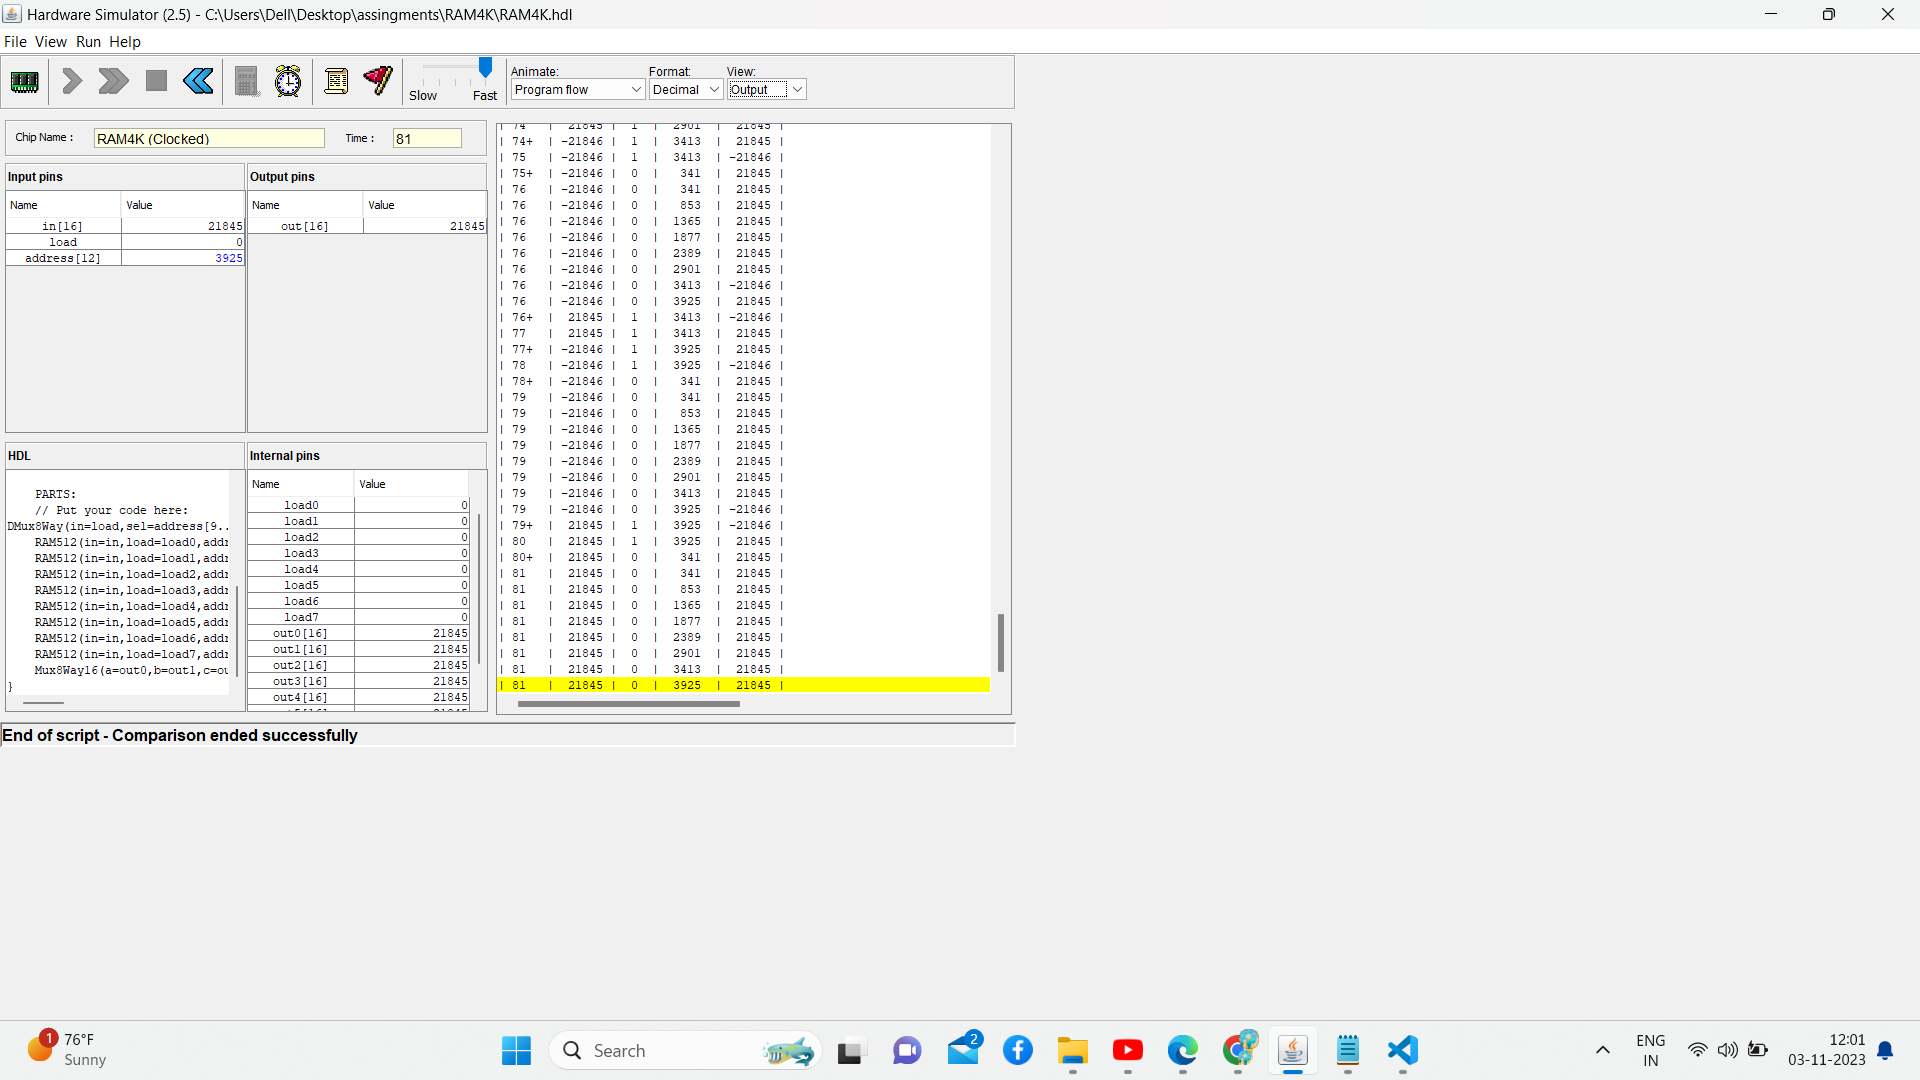 Hardware Simulator (2.5) - C:\Users\Dell\Desktop\assingments\RAM4K\RAM4K.hdl
File View Run Help
Slow Fast
Animate: Format: View:
Program flow Decimal Output
Chip Name : RAM4K (Clocked) Time : 81
Input pins
Name Value
in[16] 21845
load 0
address[12] 3925
Output pins
Name Value
out[16] 21845
HDL
PARTS:
// Put your code here:
DMux8Way(in=load,sel=address[9..
RAM512(in=in,load=load0,addr
RAM512(in=in,load=load1,addr
RAM512(in=in,load=load2,addr
RAM512(in=in,load=load3,addr
RAM512(in=in,load=load4,addr
RAM512(in=in,load=load5,addr
RAM512(in=in,load=load6,addr
RAM512(in=in,load=load7,addr
Mux8Way16(a=out0,b=out1,c=ou
}
Internal pins
Name Value
load0 0
load1 0
load2 0
load3 0
load4 0
load5 0
load6 0
load7 0
out0[16] 21845
out1[16] 21845
out2[16] 21845
out3[16] 21845
out4[16] 21845
| 74 | 21845 | 1 | 2901 | 21845 |
| 74+ | -21846 | 1 | 3413 | 21845 |
| 75 | -21846 | 1 | 3413 | -21846 |
| 75+ | -21846 | 0 | 341 | 21845 |
| 76 | -21846 | 0 | 341 | 21845 |
| 76 | -21846 | 0 | 853 | 21845 |
| 76 | -21846 | 0 | 1365 | 21845 |
| 76 | -21846 | 0 | 1877 | 21845 |
| 76 | -21846 | 0 | 2389 | 21845 |
| 76 | -21846 | 0 | 2901 | 21845 |
| 76 | -21846 | 0 | 3413 | -21846 |
| 76 | -21846 | 0 | 3925 | 21845 |
| 76+ | 21845 | 1 | 3413 | -21846 |
| 77 | 21845 | 1 | 3413 | 21845 |
| 77+ | -21846 | 1 | 3925 | 21845 |
| 78 | -21846 | 1 | 3925 | -21846 |
| 78+ | -21846 | 0 | 341 | 21845 |
| 79 | -21846 | 0 | 341 | 21845 |
| 79 | -21846 | 0 | 853 | 21845 |
| 79 | -21846 | 0 | 1365 | 21845 |
| 79 | -21846 | 0 | 1877 | 21845 |
| 79 | -21846 | 0 | 2389 | 21845 |
| 79 | -21846 | 0 | 2901 | 21845 |
| 79 | -21846 | 0 | 3413 | 21845 |
| 79 | -21846 | 0 | 3925 | -21846 |
| 79+ | 21845 | 1 | 3925 | -21846 |
| 80 | 21845 | 1 | 3925 | 21845 |
| 80+ | 21845 | 0 | 341 | 21845 |
| 81 | 21845 | 0 | 341 | 21845 |
| 81 | 21845 | 0 | 853 | 21845 |
| 81 | 21845 | 0 | 1365 | 21845 |
| 81 | 21845 | 0 | 1877 | 21845 |
| 81 | 21845 | 0 | 2389 | 21845 |
| 81 | 21845 | 0 | 2901 | 21845 |
| 81 | 21845 | 0 | 3413 | 21845 |
| 81 | 21845 | 0 | 3925 | 21845 |
End of script - Comparison ended successfully
1
76°F
Sunny
Search
2
ENG
IN
12:01
03-11-2023